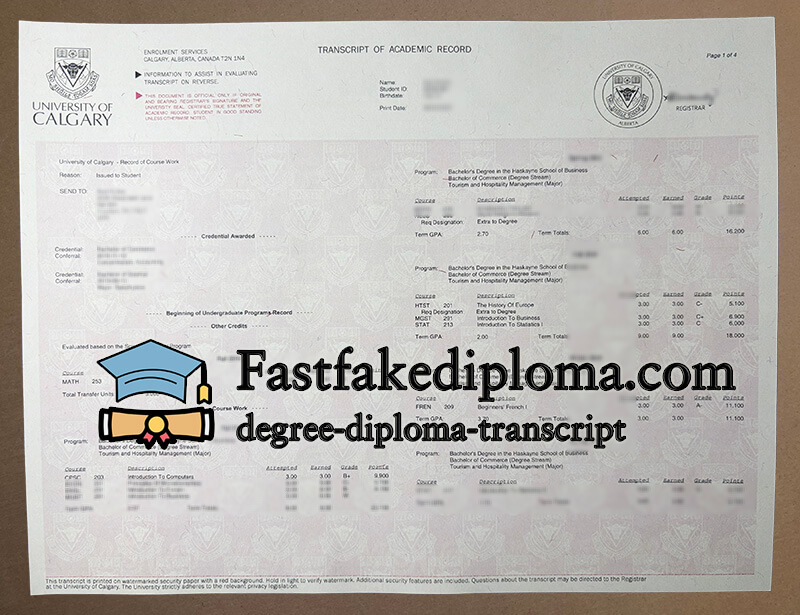 UNIVERSITY OF
CALGARY
ENROLMENT SERVICES
CALGARY, ALBERTA, CANADA T2N 1N4
INFORMATION TO ASSIST IN EVALUATING
TRANSCRIPT ON REVERSE.
THIS DOCUMENT IS OFFICIAL ONLY IF ORIGINAL
AND BEARING REGISTRAR'S SIGNATURE AND THE
UNIVERSITY SEAL. CERTIFIED TRUE STATEMENT OF
ACADEMIC RECORD. STUDENT IN GOOD STANDING
UNLESS OTHERWISE NOTED.
TRANSCRIPT OF ACADEMIC RECORD
Name:
Student ID:
Birthdate:
Print Date:
Page 1 of 4
UNIVERSITY OF CALGARY
ALBERTA
REGISTRAR
University of Calgary - Record of Course Work
Reason: Issued to Student
SEND TO:
---- Credential Awarded ----
Credential:
Conferral:
Credential:
Conferral:
---- Beginning of Undergraduate Programs Record ----
---- Other Credits ----
Evaluated based on the Program
Course
MATH 253
Total Transfer Units
Course Work ----
Program:
Bachelor of Commerce (Degree Stream)
Tourism and Hospitality Management (Major)
Course Description Attempted Earned Grade Points
CPSC 203 Introduction To Computers 3.00 3.00 B+ 9.900
Program: Bachelor's Degree in the Haskayne School of Business
Bachelor of Commerce (Degree Stream)
Tourism and Hospitality Management (Major)
Course Description Attempted Earned Grade Points
Req Designation Extra to Degree
Term GPA: 2.70 Term Totals: 6.00 6.00 16.200
Program: Bachelor's Degree in the Haskayne School of
Bachelor of Commerce (Degree Stream)
Tourism and Hospitality Management (Major)
Course Description Earned Grade Points
HTST 201 The History Of Europe 3.00 3.00 C- 5.100
Req Designation Extra to Degree
MGST 291 Introduction To Business 3.00 3.00 C+ 6.900
STAT 213 Introduction To Statistics I 3.00 3.00 C 6.000
Term GPA: 2.00 Term Totals: 9.00 9.00 18.000
Fastfakediploma.com
degree-diploma-transcript
FREN 209 Beginners' French I 3.00 3.00 A- 11.100
Term GPA: 3.70 Term Totals: 3.00 3.00 11.100
Program: Bachelor's Degree in the Haskayne School of Business
Bachelor of Commerce (Degree Stream)
Tourism and Hospitality Management (Major)
Course Description Attempted Earned Grade Points
This transcript is printed on watermarked security paper with a red background. Hold in light to verify watermark. Additional security features are included. Questions about the transcript may be directed to the Registrar
at the University of Calgary. The University strictly adheres to the relevant privacy legislation.